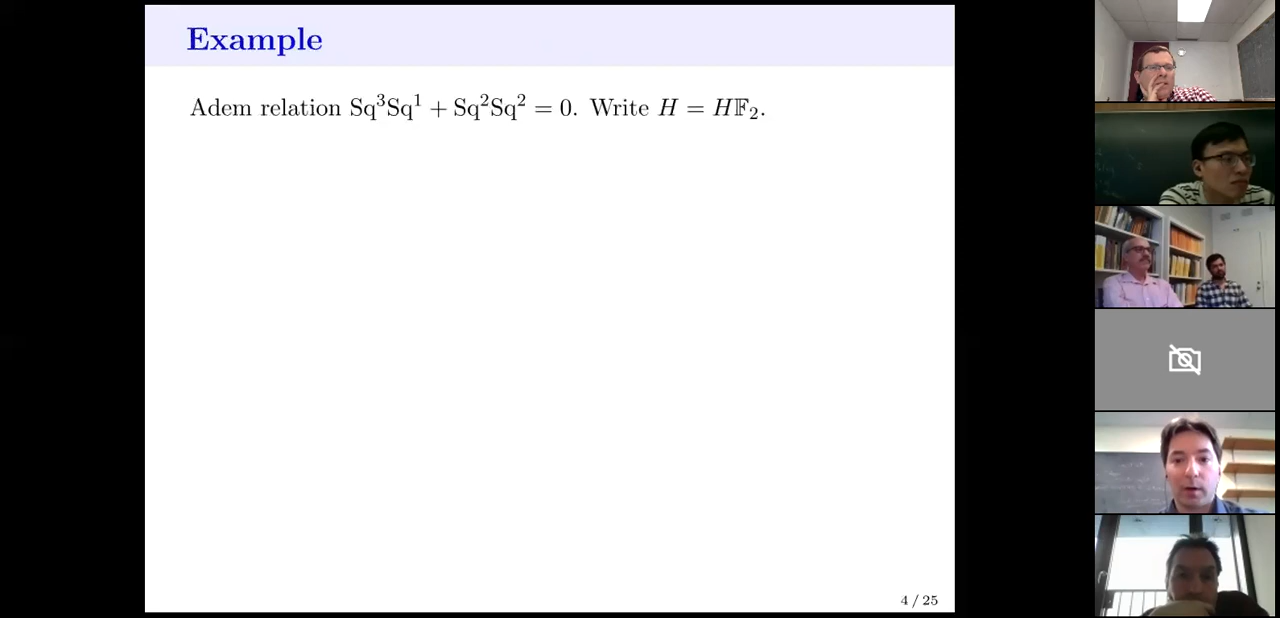 Example
Adem relation Sq³Sq¹ + Sq²Sq² = 0. Write H = H𝔽₂.
4 / 25